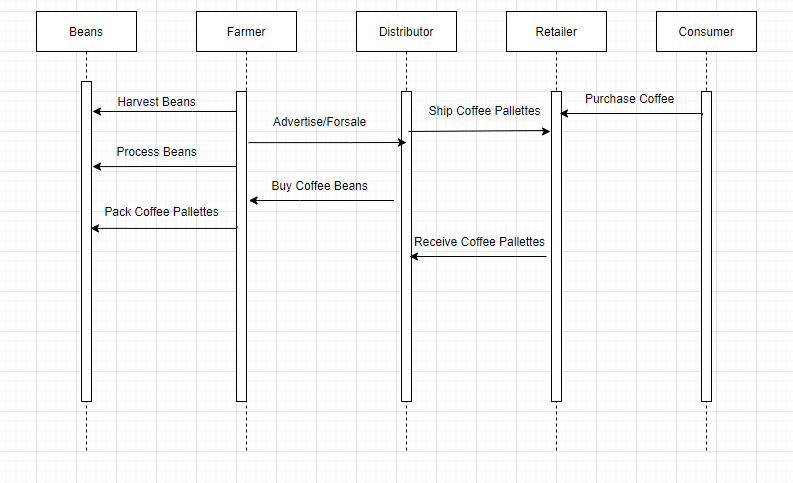 Beans
Farmer
Distributor
Retailer
Consumer
Harvest Beans
Purchase Coffee
Ship Coffee Pallettes
Advertise/Forsale
Process Beans
Buy Coffee Beans
Pack Coffee Pallettes
Receive Coffee Pallettes